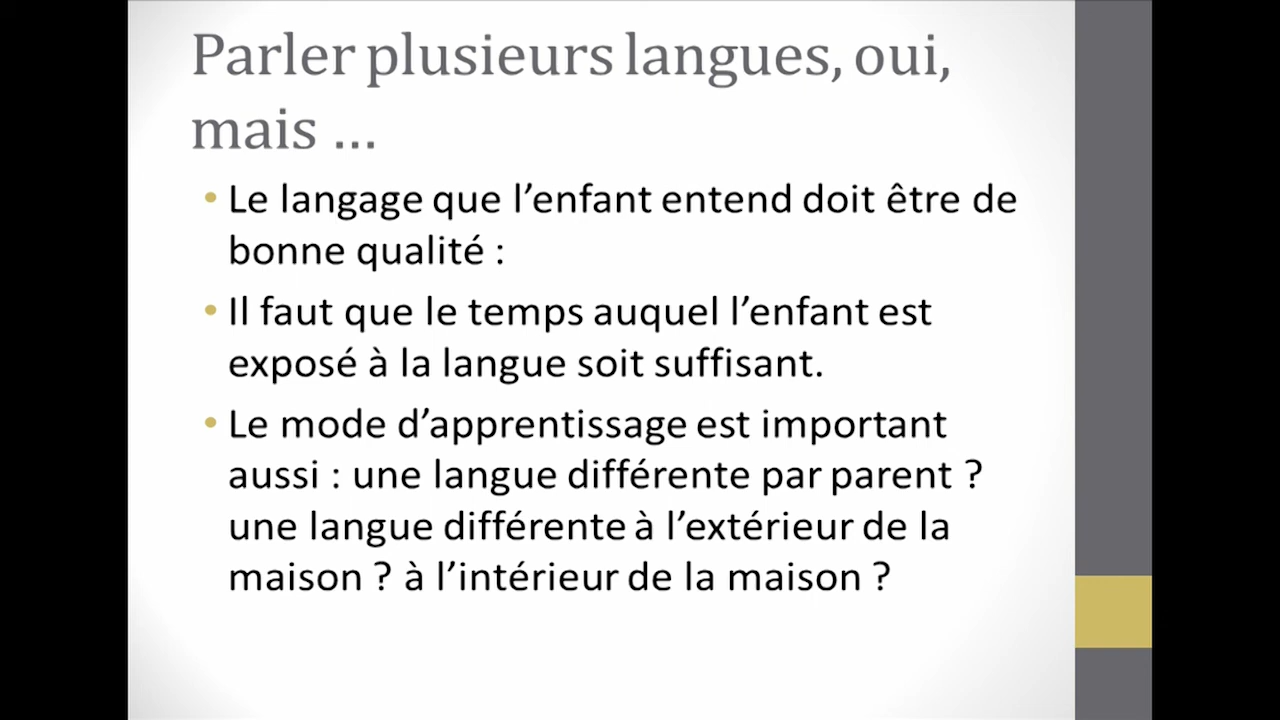 Parler plusieurs langues, oui,
mais …
• Le langage que l’enfant entend doit être de
bonne qualité :
• Il faut que le temps auquel l’enfant est
exposé à la langue soit suffisant.
• Le mode d’apprentissage est important
aussi : une langue différente par parent ?
une langue différente à l’extérieur de la
maison ? à l’intérieur de la maison ?